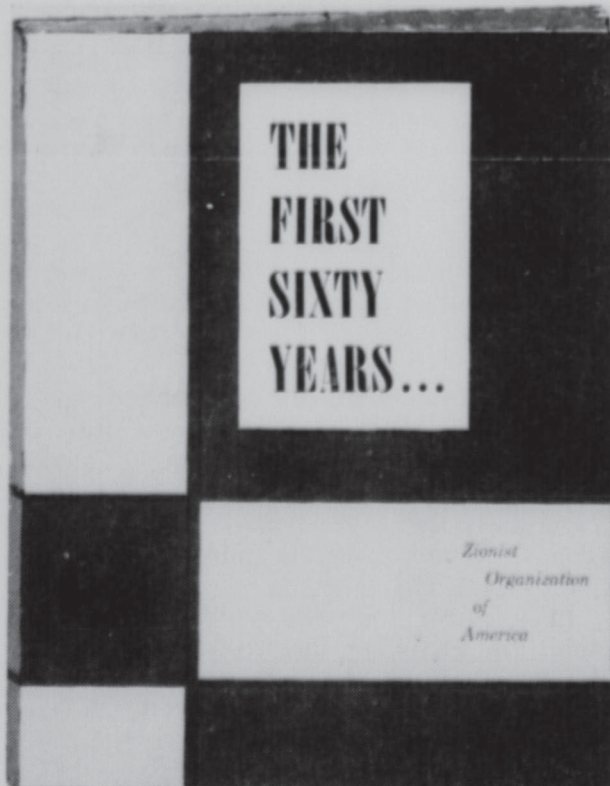 THE
FIRST
SIXTY
YEARS...
Zionist
Organization
of
America